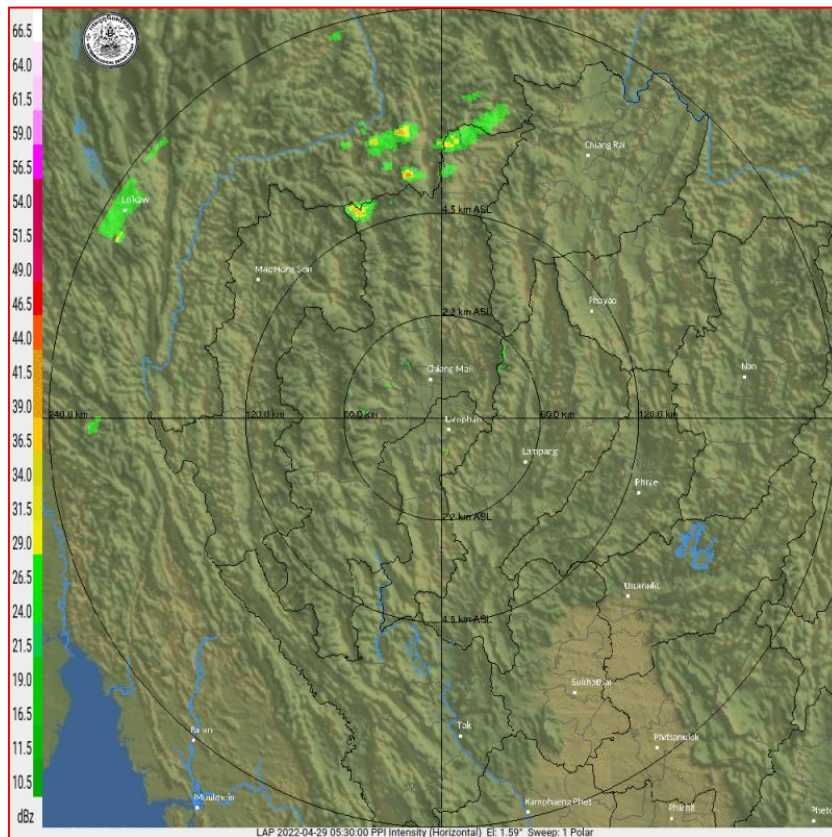 66.5
64.0
61.5
59.0
56.5
54.0
51.5
49.0
46.5
44.0
41.5
39.0
36.5
34.0
31.5
29.0
26.5
24.0
21.5
19.0
16.5
14.0
11.5
10.5
dBz
Chiang Rai
Loikaw
4.5 km ASL
Mae Hong Son
Phayao
2.2 km ASL
Chiang Mai
Nan
240.0 km
120.0 km
60.0 km
60.0 km
120.0 km
Lamphun
Lampang
Phrae
2.2 km ASL
Uttaradit
4.5 km ASL
Sukhothai
Tak
Phitsanulok
Pa'an
Moulmein
Kamphaeng Phet
Phichit
LAP 2022-04-29 05:30:00 PPI Intensity (Horizontal) El: 1.59° Sweep: 1 Polar